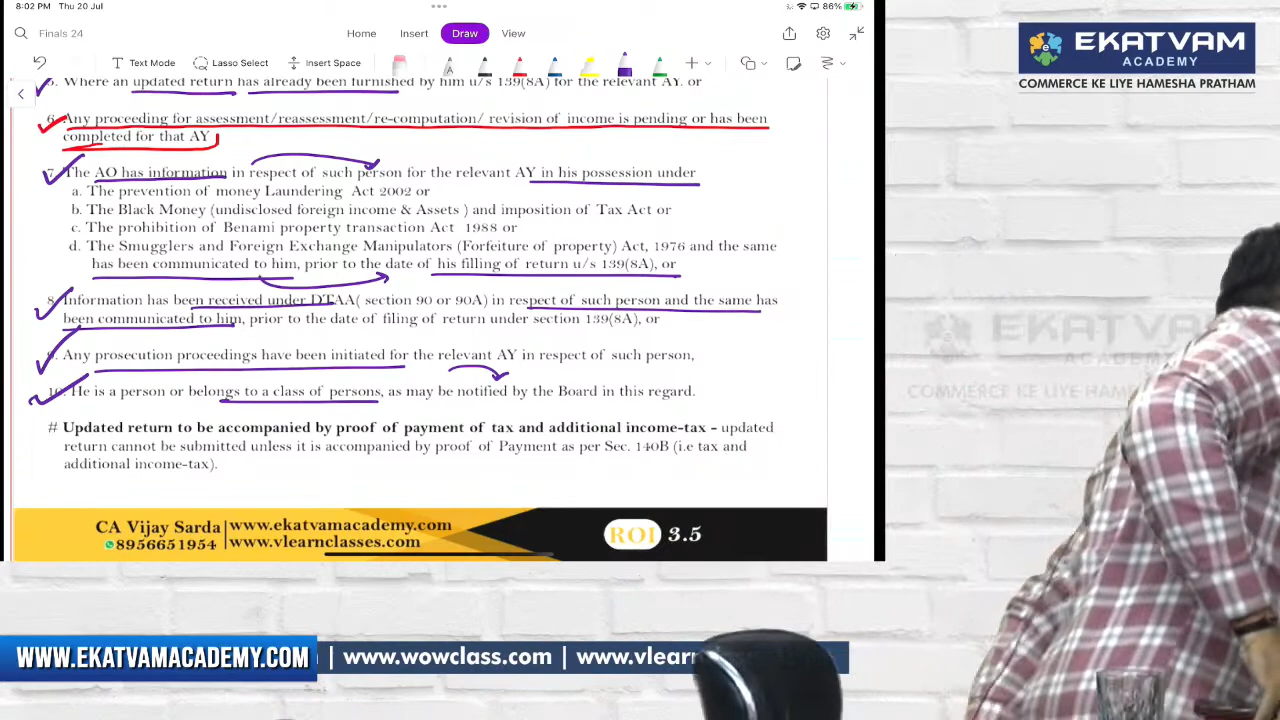 8:02 PM Thu 20 Jul
86%
Finals 24
Home Insert Draw View
Text Mode Lasso Select Insert Space
Where an updated return has already been furnished by him u/s 139(8A) for the relevant AY. or
6. Any proceeding for assessment/reassessment/re-computation/ revision of income is pending or has been
completed for that AY
7. The AO has information in respect of such person for the relevant AY in his possession under
a. The prevention of money Laundering Act 2002 or
b. The Black Money (undisclosed foreign income & Assets ) and imposition of Tax Act or
c. The prohibition of Benami property transaction Act 1988 or
d. The Smugglers and Foreign Exchange Manipulators (Forfeiture of property) Act, 1976 and the same
has been communicated to him, prior to the date of his filling of return u/s 139(8A), or
8. Information has been received under DTAA( section 90 or 90A) in respect of such person and the same has
been communicated to him, prior to the date of filing of return under section 139(8A), or
Any prosecution proceedings have been initiated for the relevant AY in respect of such person,
10. He is a person or belongs to a class of persons, as may be notified by the Board in this regard.
# Updated return to be accompanied by proof of payment of tax and additional income-tax - updated
return cannot be submitted unless it is accompanied by proof of Payment as per Sec. 140B (i.e tax and
additional income-tax).
CA Vijay Sarda www.ekatvamacademy.com
8956651954 www.vlearnclasses.com
ROI 3.5
EKATVAM
ACADEMY
COMMERCE KE LIYE HAMESHA PRATHAM
EKATVAM
COMMERCE KE LIYE HAME
WWW.EKATVAMACADEMY.COM | www.wowclass.com | www.vlearn